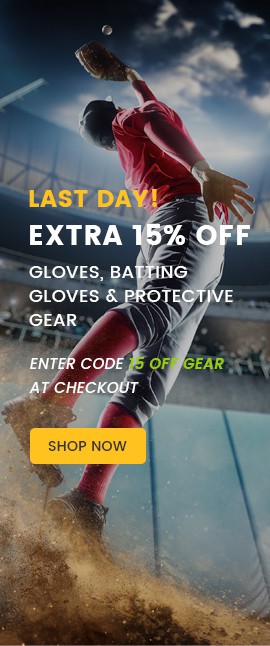 LAST DAY!
EXTRA 15% OFF
GLOVES, BATTING
GLOVES & PROTECTIVE
GEAR
ENTER CODE 15 OFF GEAR
AT CHECKOUT
SHOP NOW